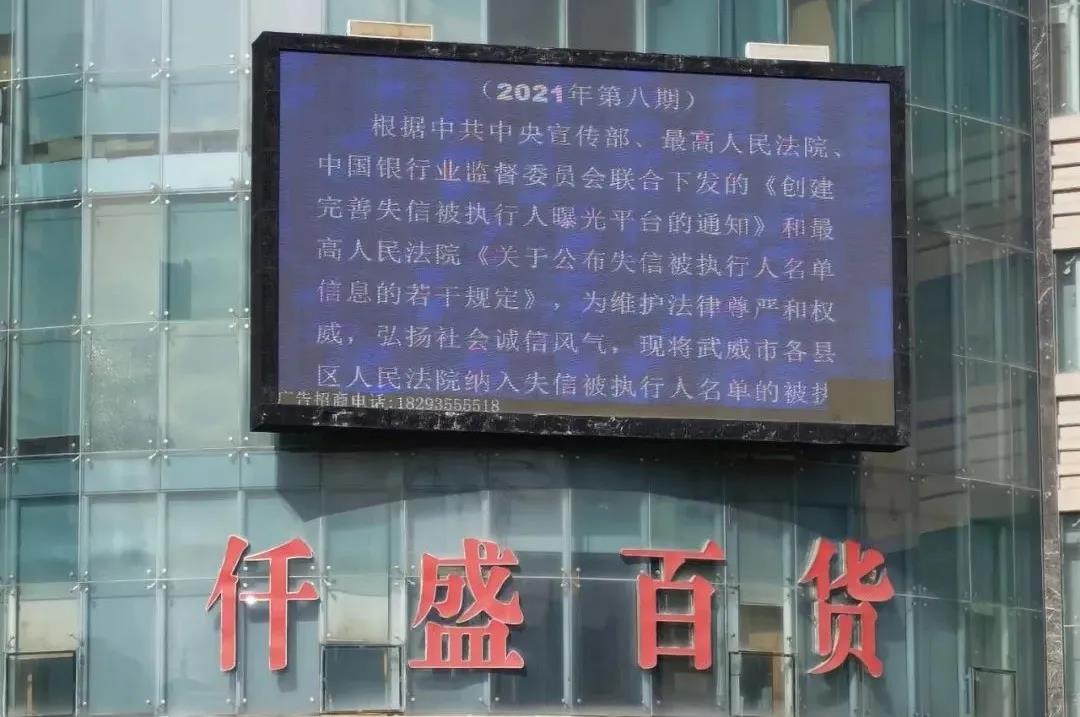 （2021年第八期）
根据中共中央宣传部、最高人民法院、
中国银行业监督委员会联合下发的《创建
完善失信被执行人曝光平台的通知》和最
高人民法院《关于公布失信被执行人名单
信息的若干规定》，为维护法律尊严和权
威，弘扬社会诚信风气，现将武威市各县
区人民法院纳入失信被执行人名单的被执
广告招商电话:18293555518
仟盛百货